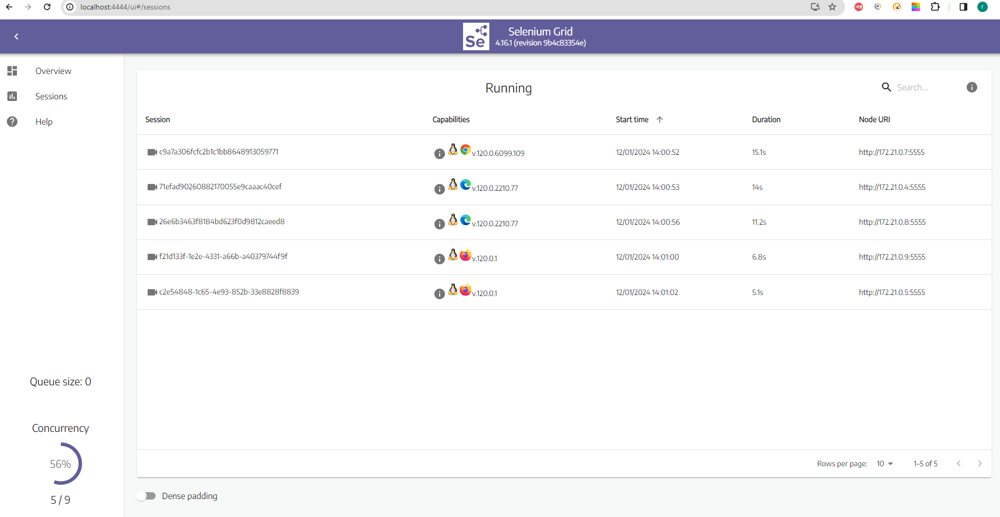 localhost:4444/ui#/sessions
r
Se
Selenium Grid
4.16.1 (revision 9b4c83354e)
Overview
Sessions
Help
Running
Search...
Session Capabilities Start time Duration Node URI
c9a7a306fcfc2b1c1bb8648913059771 v.120.0.6099.109 12/01/2024 14:00:52 15.1s http://172.21.0.7:5555
71efad90260882170055e9caaac40cef v.120.0.2210.77 12/01/2024 14:00:53 14s http://172.21.0.4:5555
26e6b3463f8184bd623f0d9812caeed8 v.120.0.2210.77 12/01/2024 14:00:56 11.2s http://172.21.0.8:5555
f21d133f-1e2e-4331-a66b-a40379744f9f v.120.0.1 12/01/2024 14:01:00 6.8s http://172.21.0.9:5555
c2e54848-1c65-4e93-852b-33e8828f8839 v.120.0.1 12/01/2024 14:01:02 5.1s http://172.21.0.5:5555
Queue size: 0
Concurrency
56%
5 / 9
Rows per page: 10 1–5 of 5
Dense padding